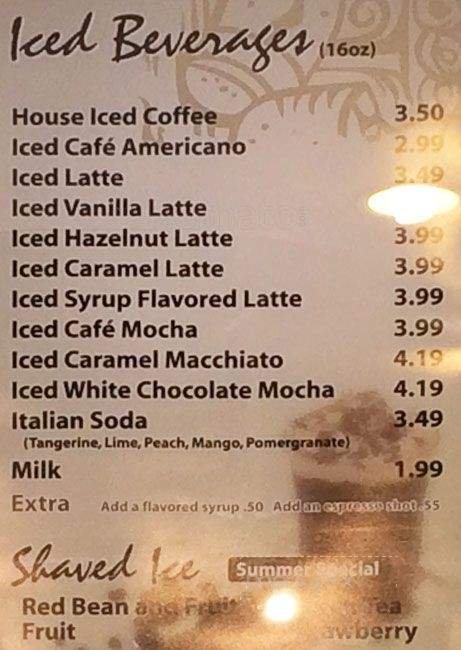 Iced Beverages (16oz)
House Iced Coffee 3.50
Iced Café Americano 2.99
Iced Latte 3.49
Iced Vanilla Latte
Iced Hazelnut Latte 3.99
Iced Caramel Latte 3.99
Iced Syrup Flavored Latte 3.99
Iced Café Mocha 3.99
Iced Caramel Macchiato 4.19
Iced White Chocolate Mocha 4.19
Italian Soda 3.49
(Tangerine, Lime, Peach, Mango, Pomergranate)
Milk 1.99
Extra Add a flavored syrup .50 Add an espresso shot .55
Shaved Ice Summer Special
Red Bean and Fruit Tea
Fruit